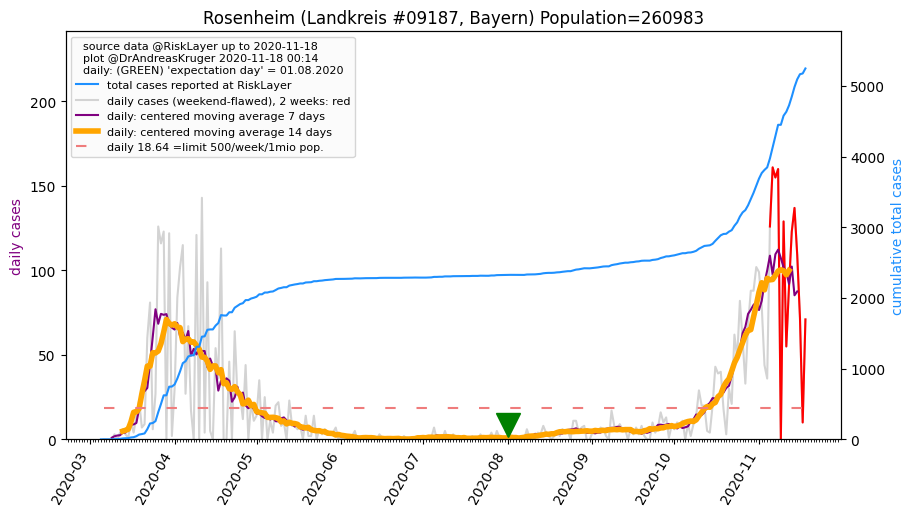 Rosenheim (Landkreis #09187, Bayern) Population=260983
source data @RiskLayer up to 2020-11-18
plot @DrAndreasKruger 2020-11-18 00:14
daily: (GREEN) 'expectation day' = 01.08.2020
total cases reported at RiskLayer
daily cases (weekend-flawed), 2 weeks: red
daily: centered moving average 7 days
daily: centered moving average 14 days
daily 18.64 =limit 500/week/1mio pop.
daily cases
200
150
100
50
0
cumulative total cases
5000
4000
3000
2000
1000
0
2020-03
2020-04
2020-05
2020-06
2020-07
2020-08
2020-09
2020-10
2020-11